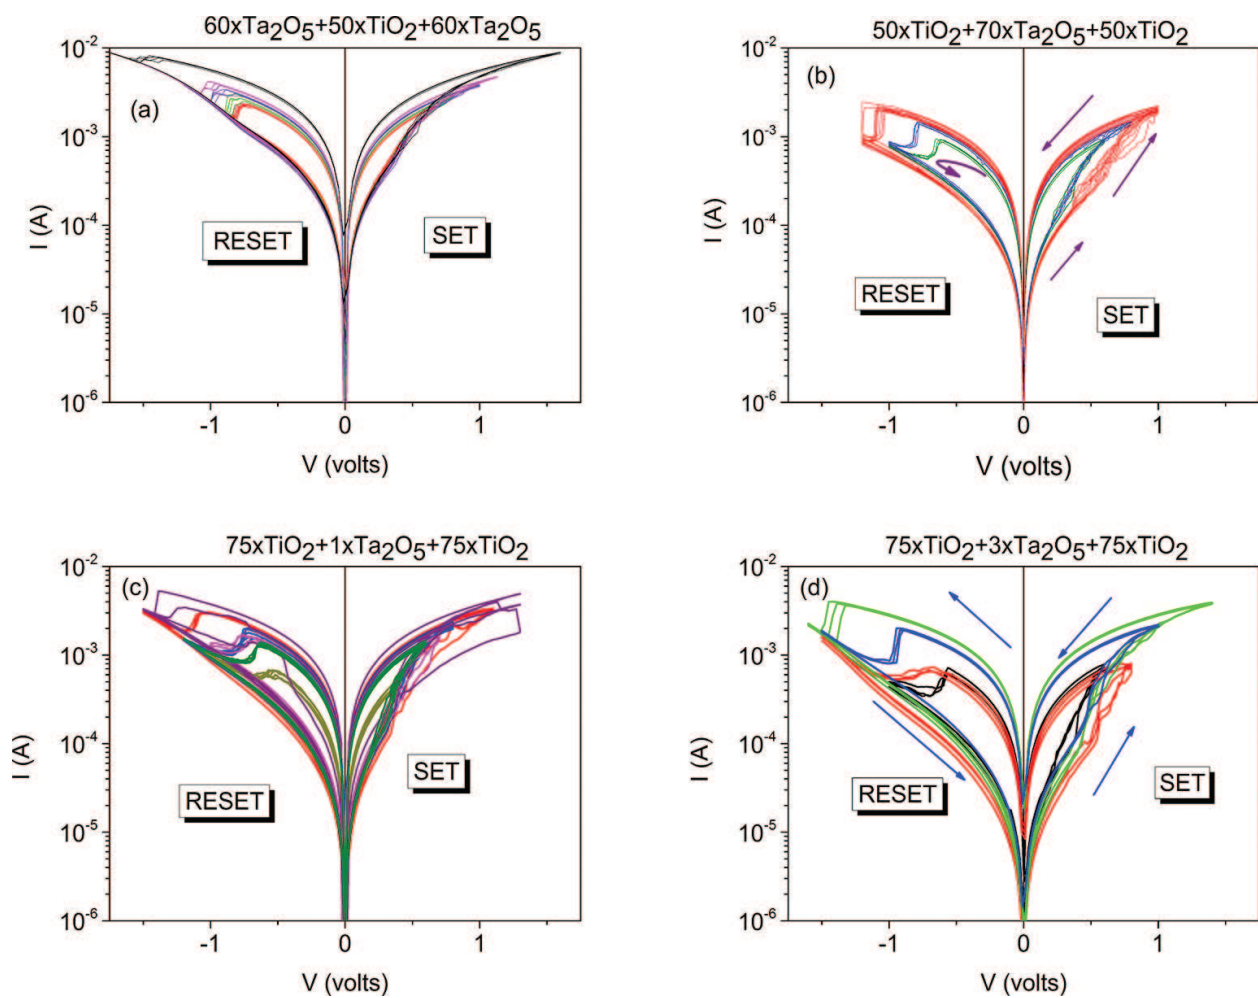 60xTa₂O₅+50xTiO₂+60xTa₂O₅
(a)
I (A)
10⁻²
10⁻³
10⁻⁴
10⁻⁵
10⁻⁶
RESET
SET
-1 0 1
V (volts)
50xTiO₂+70xTa₂O₅+50xTiO₂
(b)
I (A)
10⁻²
10⁻³
10⁻⁴
10⁻⁵
10⁻⁶
RESET
SET
-1 0 1
V (volts)
75xTiO₂+1xTa₂O₅+75xTiO₂
(c)
I (A)
10⁻²
10⁻³
10⁻⁴
10⁻⁵
10⁻⁶
RESET
SET
-1 0 1
V (volts)
75xTiO₂+3xTa₂O₅+75xTiO₂
(d)
I (A)
10⁻²
10⁻³
10⁻⁴
10⁻�5
10⁻⁶
RESET
SET
-1 0 1
V (volts)